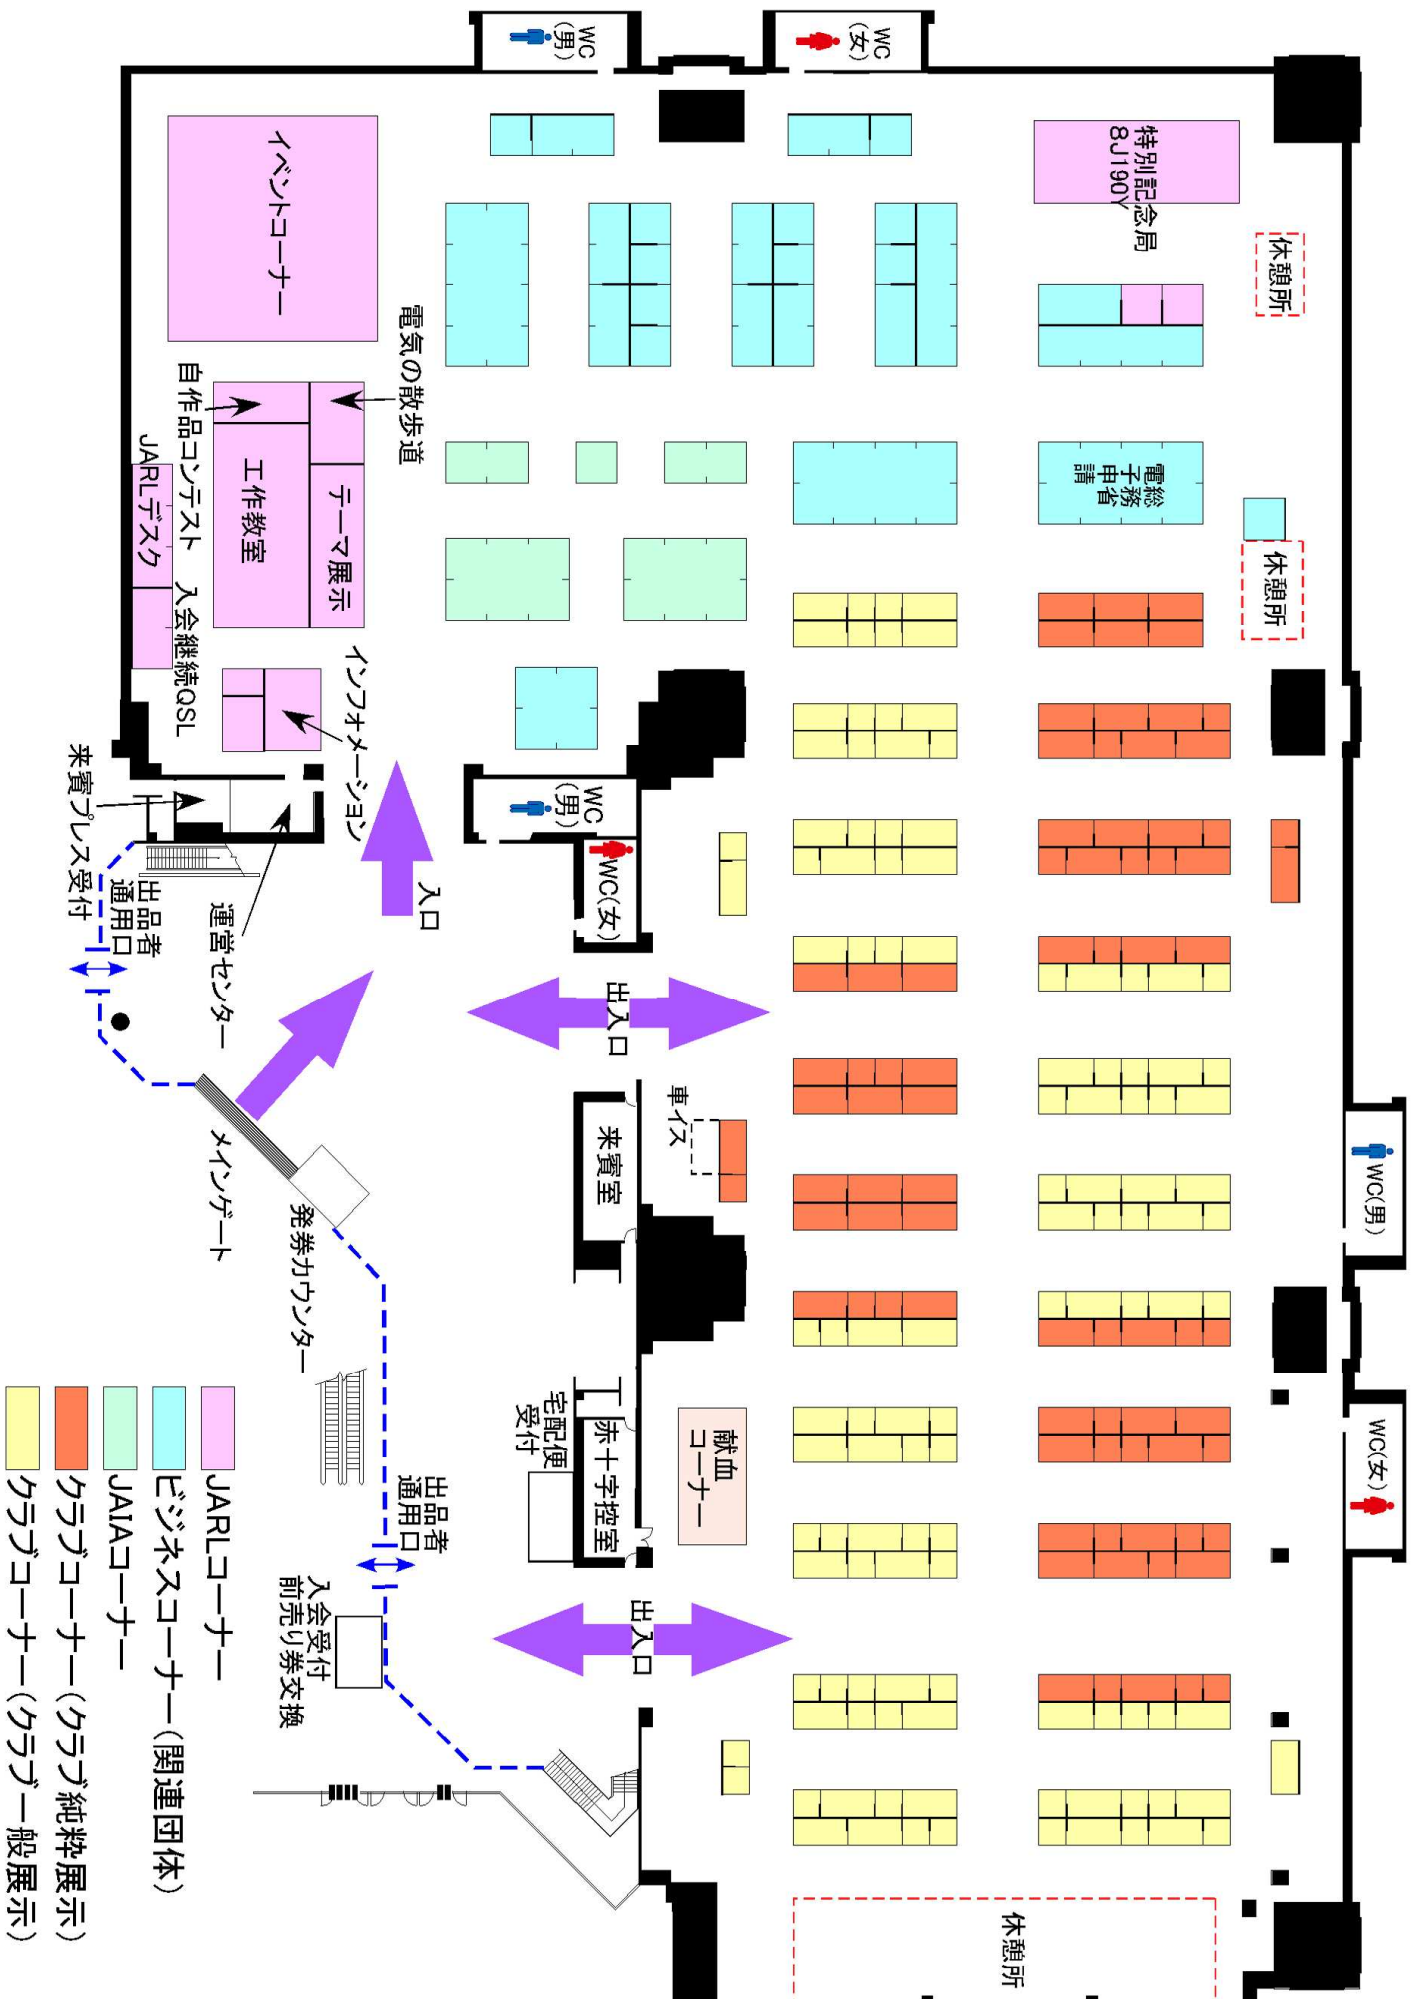 WC
(男)
WC
(女)
特別記念局
8J190Y
休憩所
イベントコーナー
電気の散歩道
自作品コンテスト
工作教室
テーマ展示
JARLデスク
入会継続QSL
総務省
電子申請
休憩所
インフォメーション
来賓プレス受付
運営センター
WC
(男)
WC(女)
入口
出品者
通用口
出入口
メインゲート
発券カウンター
来賓室
車イス
WC(男)
WC(女)
献血
コーナー
赤十字控室
宅配便
受付
出品者
通用口
入会受付
前売り券交換
出入口
休憩所
JARLコーナー
ビジネスコーナー(関連団体)
JAIAコーナー
クラブコーナー(クラブ純粋展示)
クラブコーナー(クラブ一般展示)